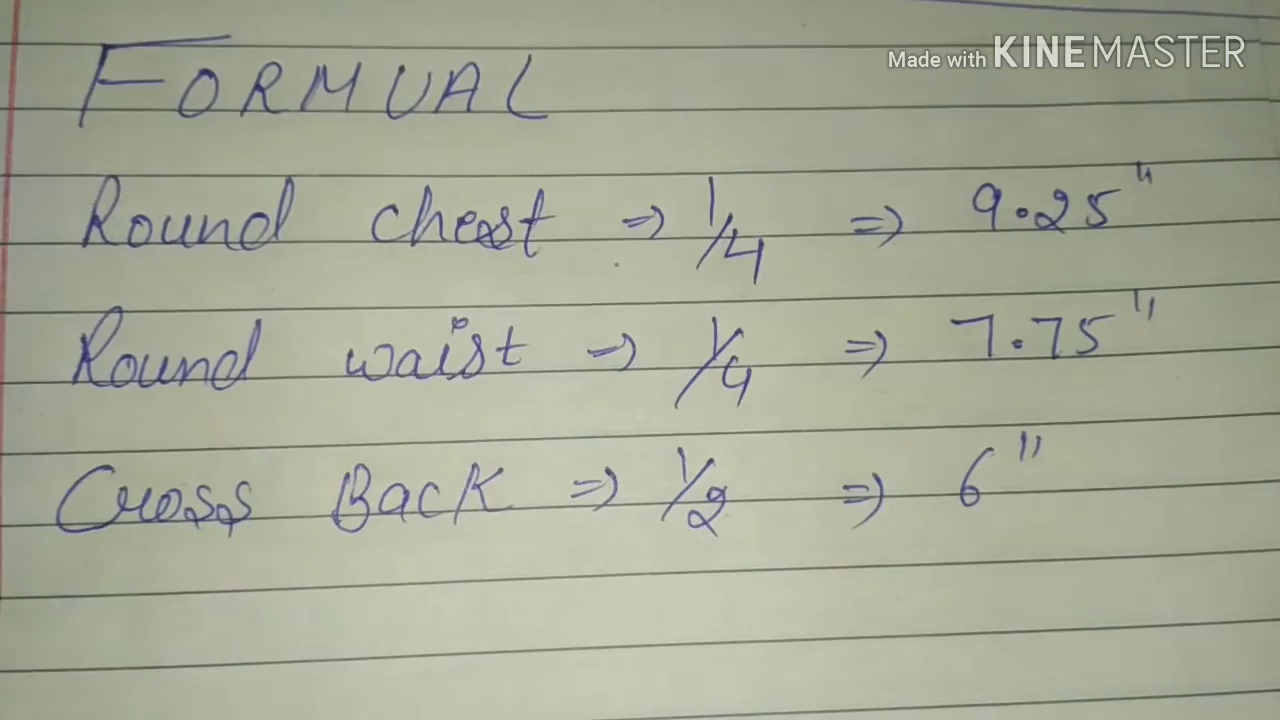 Made with KINEMASTER
FORMUAL
Round chest => 1/4 => 9.25"
Round waist => 1/4 => 7.75"
Cross Back => 1/2 => 6"